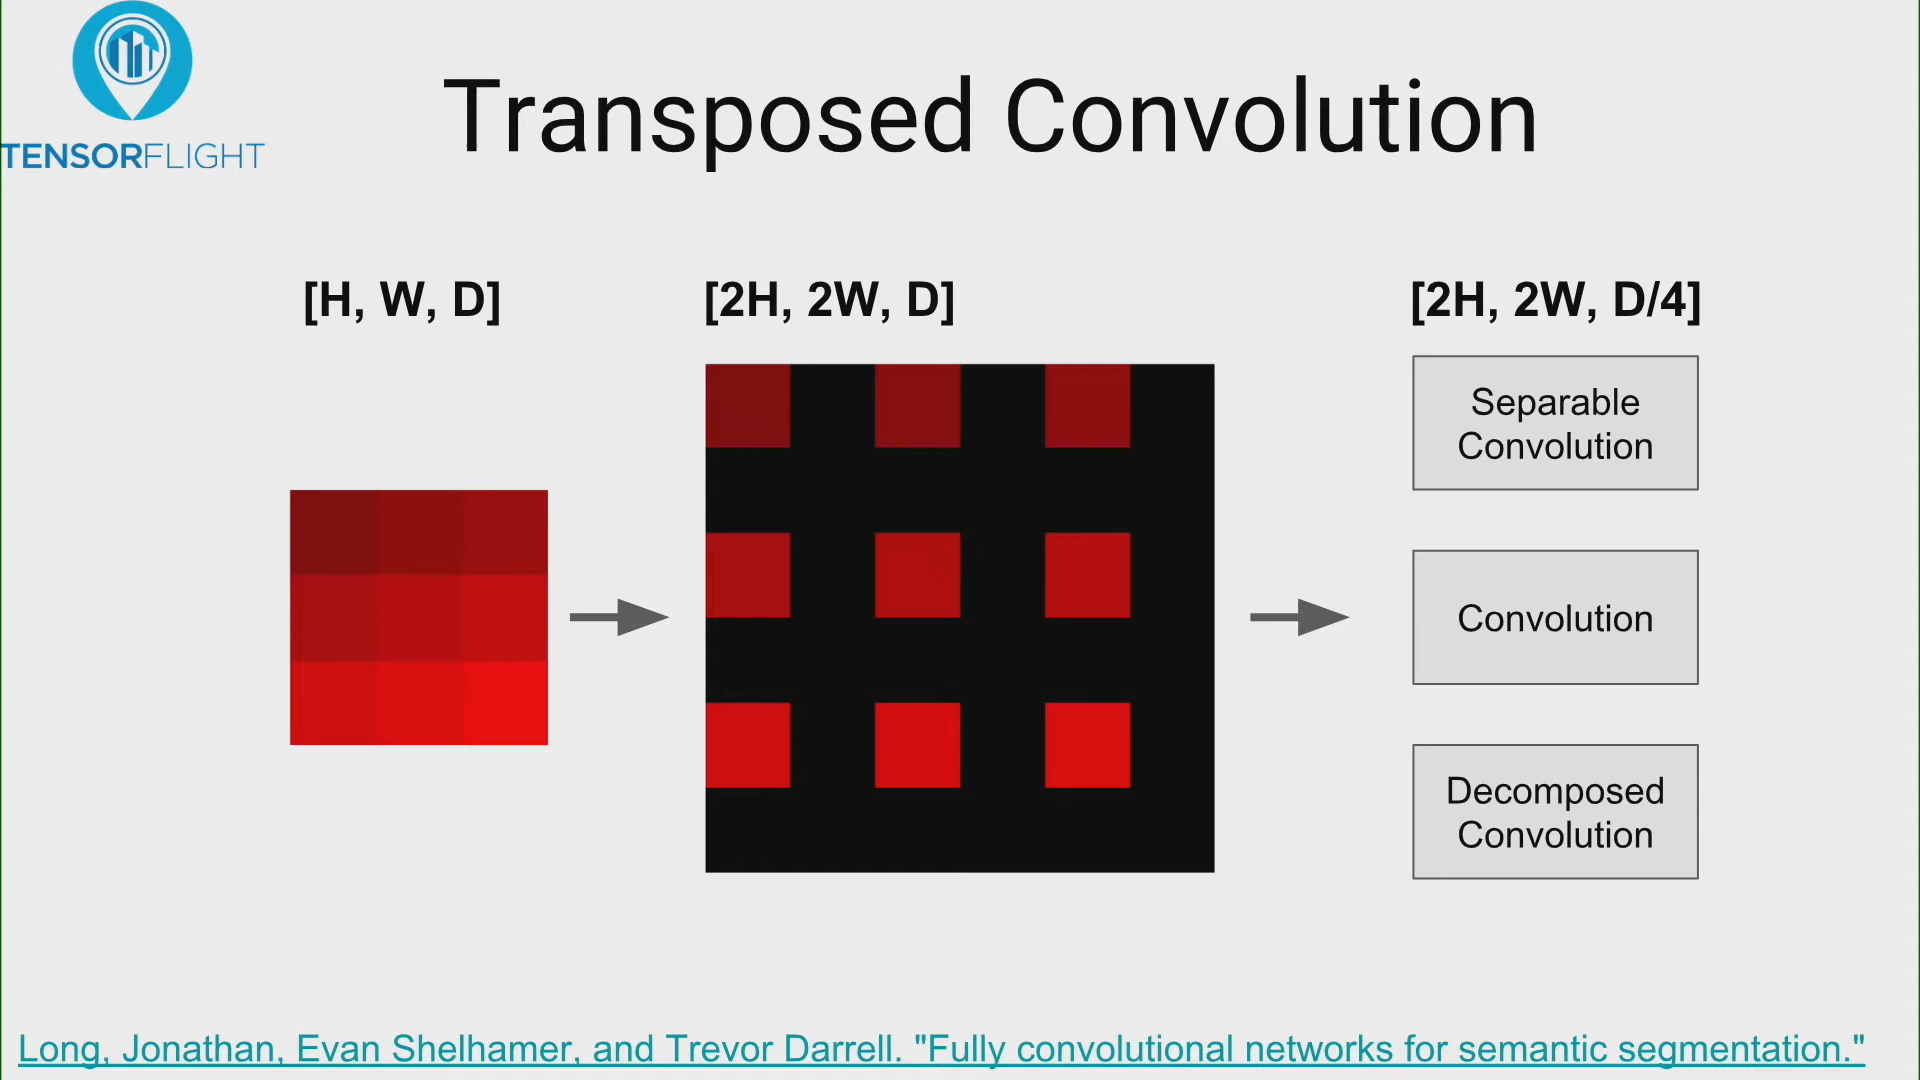 TENSORFLIGHT
Transposed Convolution
[H, W, D]
[2H, 2W, D]
[2H, 2W, D/4]
Separable
Convolution
Convolution
Decomposed
Convolution
Long, Jonathan, Evan Shelhamer, and Trevor Darrell. "Fully convolutional networks for semantic segmentation."